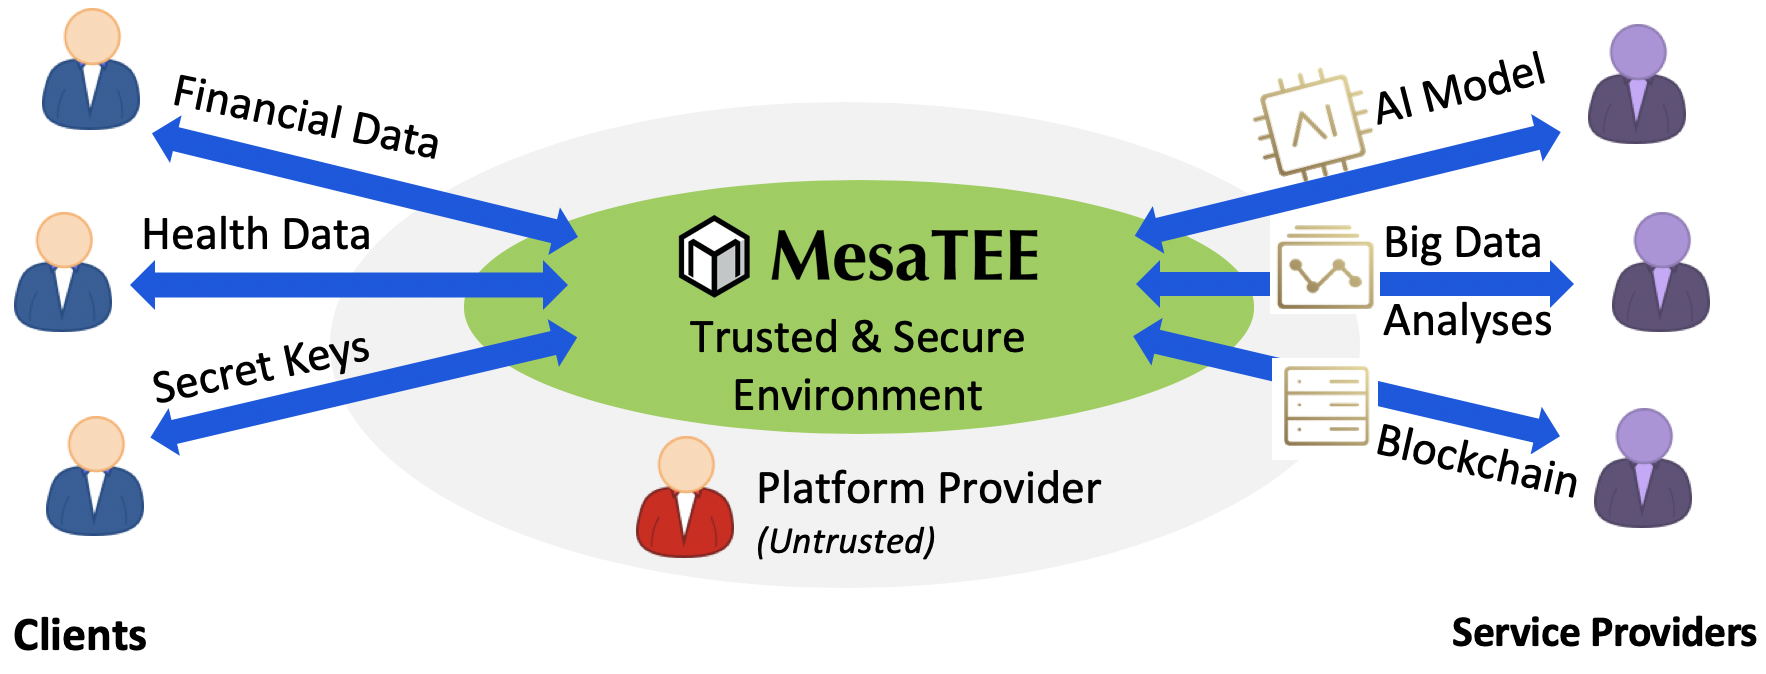 Financial Data
Health Data
Secret Keys
Clients
MesaTEE
Trusted & Secure
Environment
Platform Provider
(Untrusted)
AI
AI Model
Big Data
Analyses
Blockchain
Service Providers